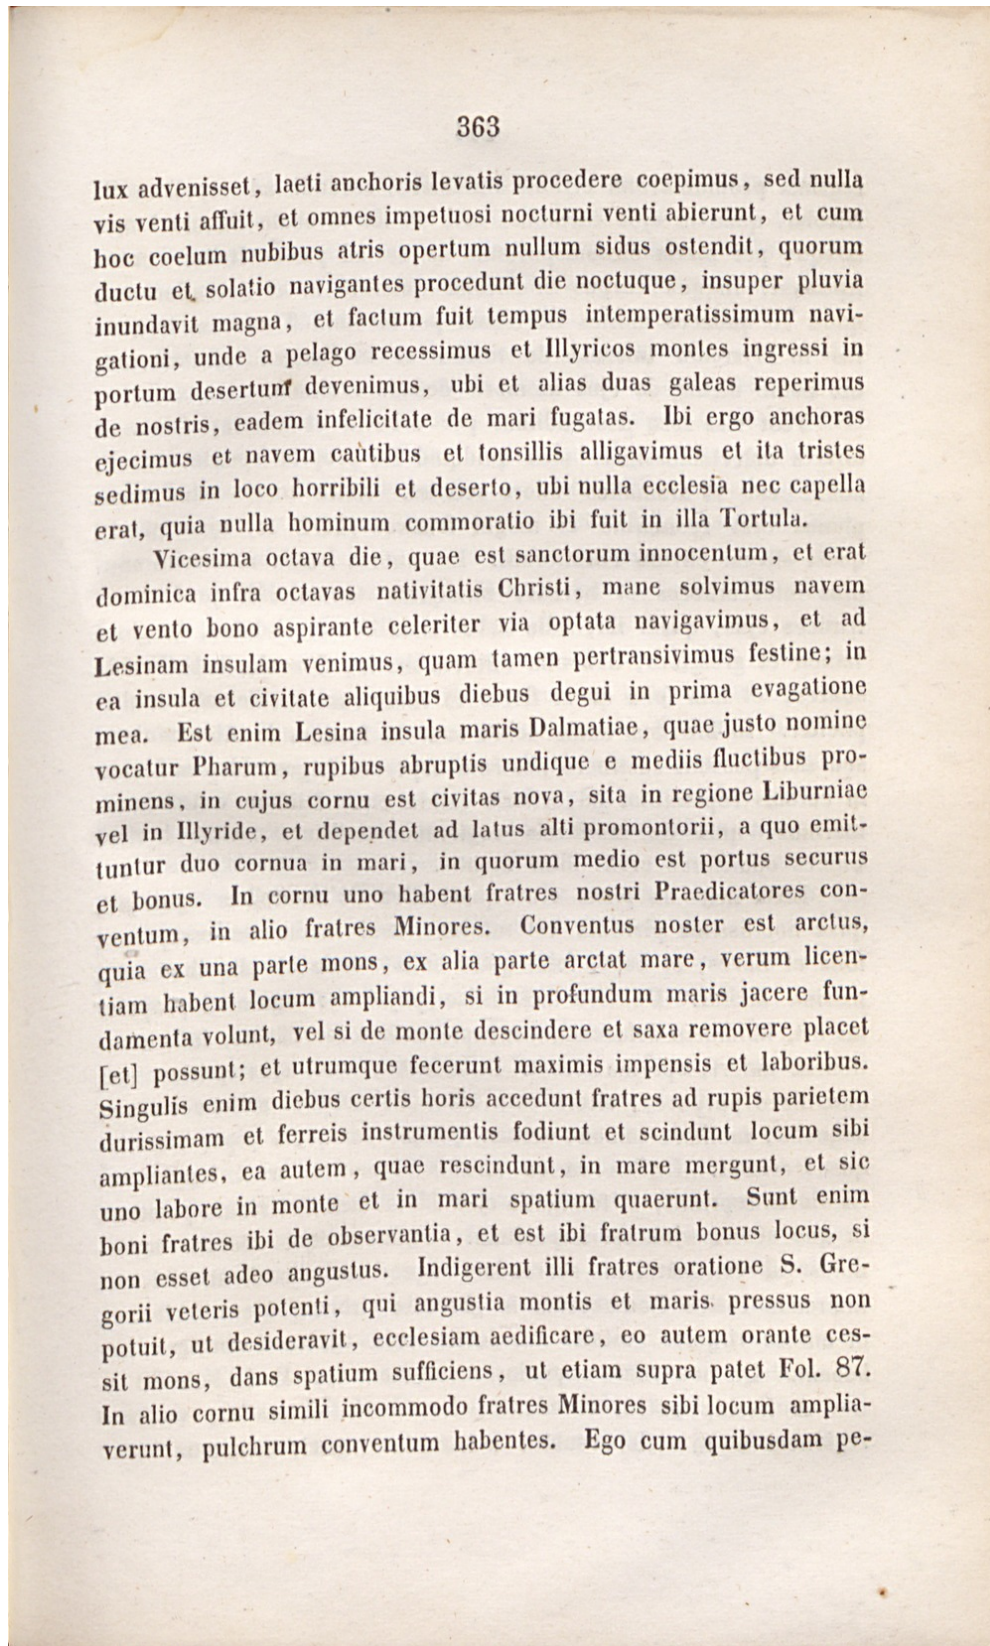 363
lux advenisset, laeti anchoris levatis procedere coepimus, sed nulla
vis venti affuit, et omnes impetuosi nocturni venti abierunt, et cum
hoc coelum nubibus atris opertum nullum sidus ostendit, quorum
ductu et solatio navigantes procedunt die noctuque, insuper pluvia
inundavit magna, et factum fuit tempus intemperatissimum navi-
gationi, unde a pelago recessimus et Illyricos montes ingressi in
portum desertum devenimus, ubi et alias duas galeas reperimus
de nostris, eadem infelicitate de mari fugatas. Ibi ergo anchoras
ejecimus et navem cautibus et tonsillis alligavimus et ita tristes
sedimus in loco horribili et deserto, ubi nulla ecclesia nec capella
erat, quia nulla hominum commoratio ibi fuit in illa Tortula.
Vicesima octava die, quae est sanctorum innocentum, et erat
dominica infra octavas nativitatis Christi, mane solvimus navem
et vento bono aspirante celeriter via optata navigavimus, et ad
Lesinam insulam venimus, quam tamen pertransivimus festine; in
ea insula et civitate aliquibus diebus degui in prima evagatione
mea. Est enim Lesina insula maris Dalmatiae, quae justo nomine
vocatur Pharum, rupibus abruptis undique e mediis fluctibus pro-
minens, in cujus cornu est civitas nova, sita in regione Liburniae
vel in Illyride, et dependet ad latus alti promontorii, a quo emit-
tuntur duo cornua in mari, in quorum medio est portus securus
et bonus. In cornu uno habent fratres nostri Praedicatores con-
ventum, in alio fratres Minores. Conventus noster est arctus,
quia ex una parte mons, ex alia parte arctat mare, verum licen-
tiam habent locum ampliandi, si in profundum maris jacere fun-
damenta volunt, vel si de monte descindere et saxa removere placet
[et] possunt; et utrumque fecerunt maximis impensis et laboribus.
Singulis enim diebus certis horis accedunt fratres ad rupis parietem
durissimam et ferreis instrumentis fodiunt et scindunt locum sibi
ampliantes, ea autem, quae rescindunt, in mare mergunt, et sic
uno labore in monte et in mari spatium quaerunt. Sunt enim
boni fratres ibi de observantia, et est ibi fratrum bonus locus, si
non esset adeo angustus. Indigerent illi fratres oratione S. Gre-
gorii veteris potenti, qui angustia montis et maris pressus non
potuit, ut desideravit, ecclesiam aedificare, eo autem orante ces-
sit mons, dans spatium sufficiens, ut etiam supra patet Fol. 87.
In alio cornu simili incommodo fratres Minores sibi locum amplia-
verunt, pulchrum conventum habentes. Ego cum quibusdam pe-